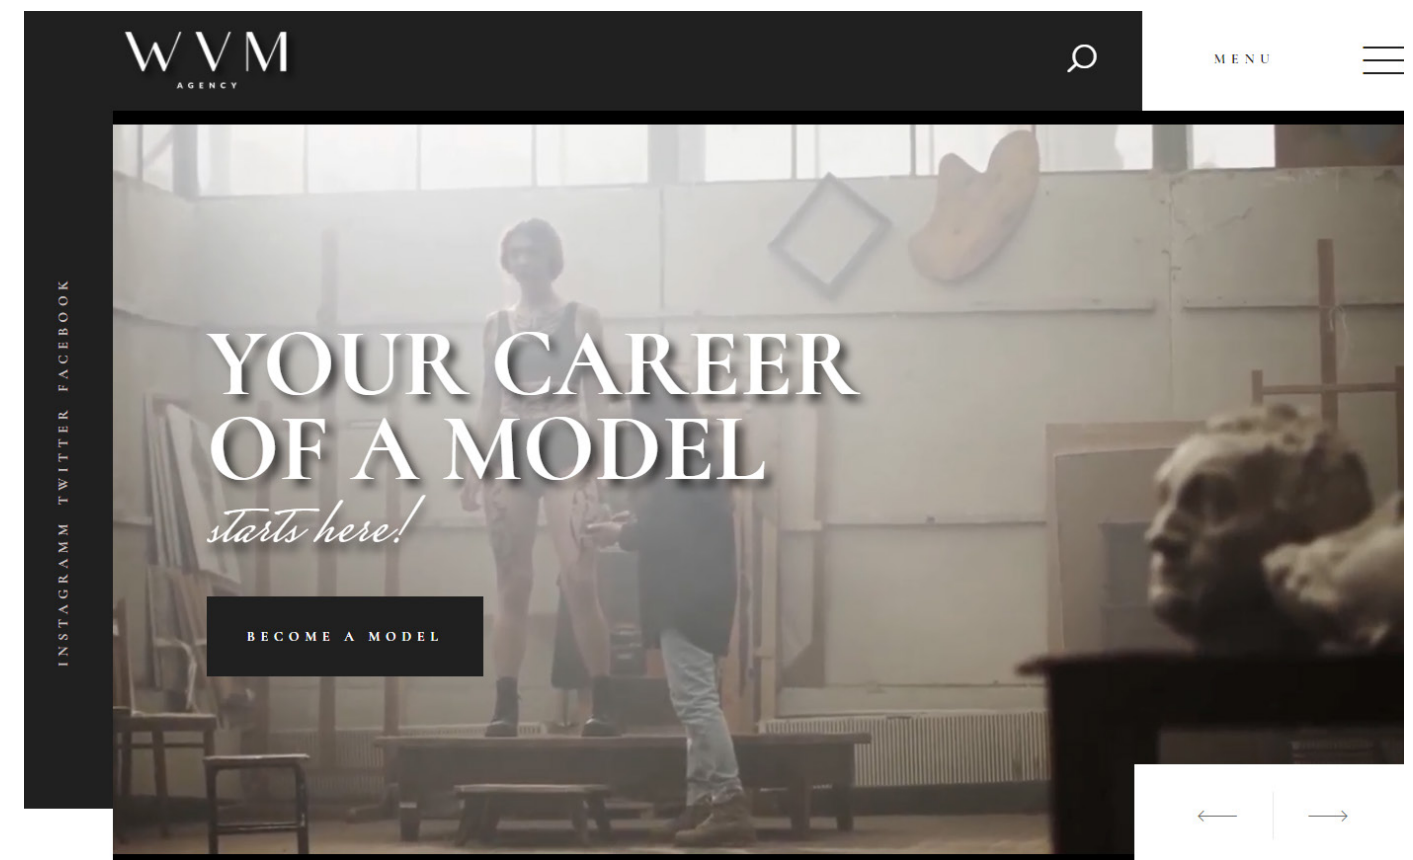 WVM
AGENCY
MENU
INSTAGRAMM TWITTER FACEBOOK
YOUR CAREER
OF A MODEL
starts here!
BECOME A MODEL